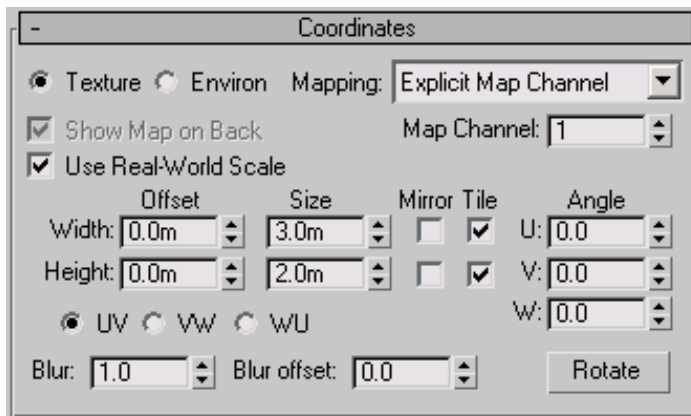 - Coordinates
Texture Environ Mapping: Explicit Map Channel
Show Map on Back Map Channel: 1
Use Real-World Scale
Offset Size Mirror Tile Angle
Width: 0.0m 3.0m U: 0.0
Height: 0.0m 2.0m V: 0.0
W: 0.0
UV VW WU
Blur: 1.0 Blur offset: 0.0 Rotate